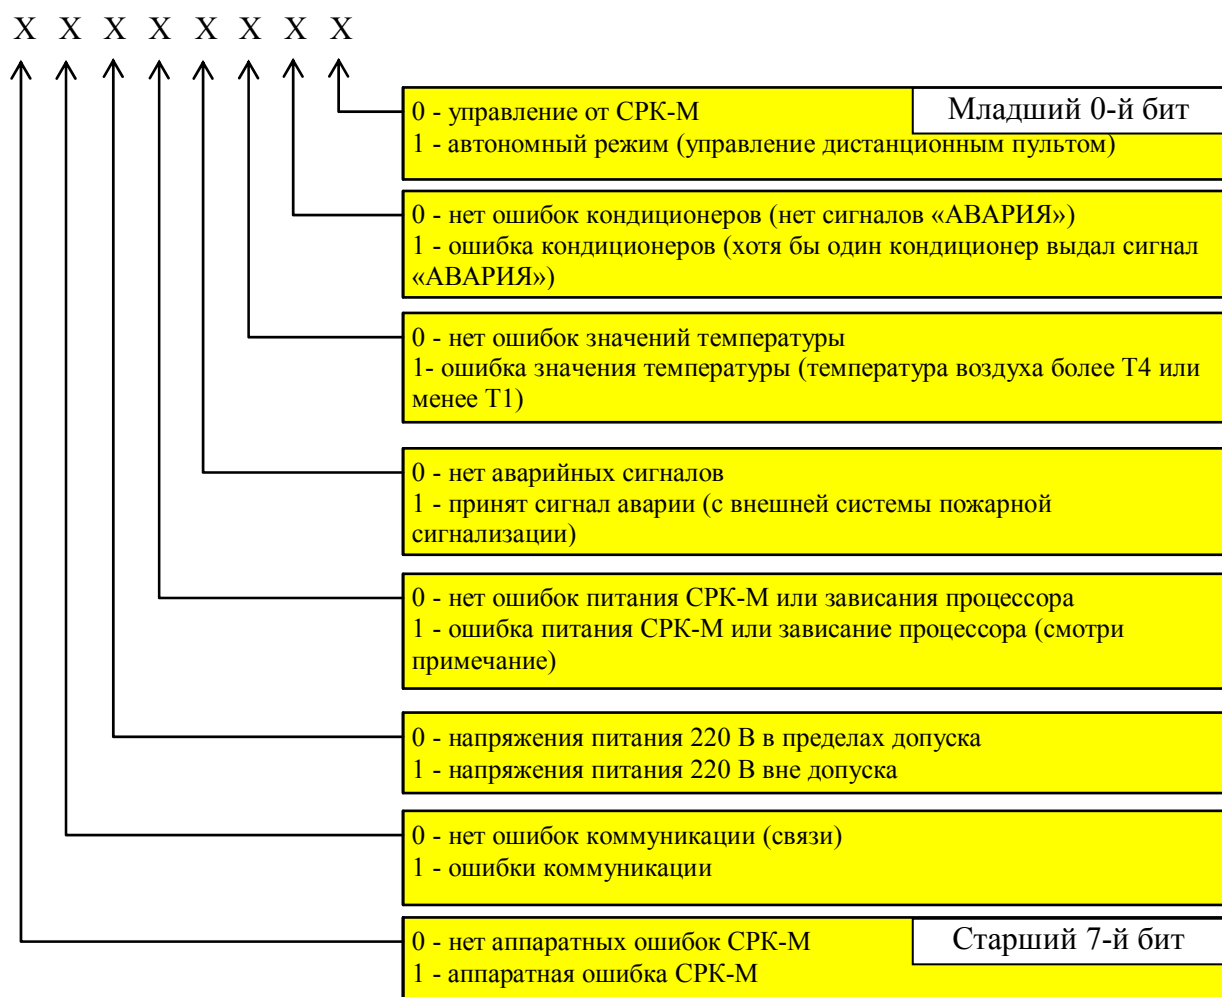 X X X X X X X X
0 - управление от СРК-М
Младший 0-й бит
1 - автономный режим (управление дистанционным пультом)
0 - нет ошибок кондиционеров (нет сигналов «АВАРИЯ»)
1 - ошибка кондиционеров (хотя бы один кондиционер выдал сигнал
«АВАРИЯ»)
0 - нет ошибок значений температуры
1- ошибка значения температуры (температура воздуха более Т4 или
менее Т1)
0 - нет аварийных сигналов
1 - принят сигнал аварии (с внешней системы пожарной
сигнализации)
0 - нет ошибок питания СРК-М или зависания процессора
1 - ошибка питания СРК-М или зависание процессора (смотри
примечание)
0 - напряжения питания 220 В в пределах допуска
1 - напряжения питания 220 В вне допуска
0 - нет ошибок коммуникации (связи)
1 - ошибки коммуникации
0 - нет аппаратных ошибок СРК-М
Старший 7-й бит
1 - аппаратная ошибка СРК-М